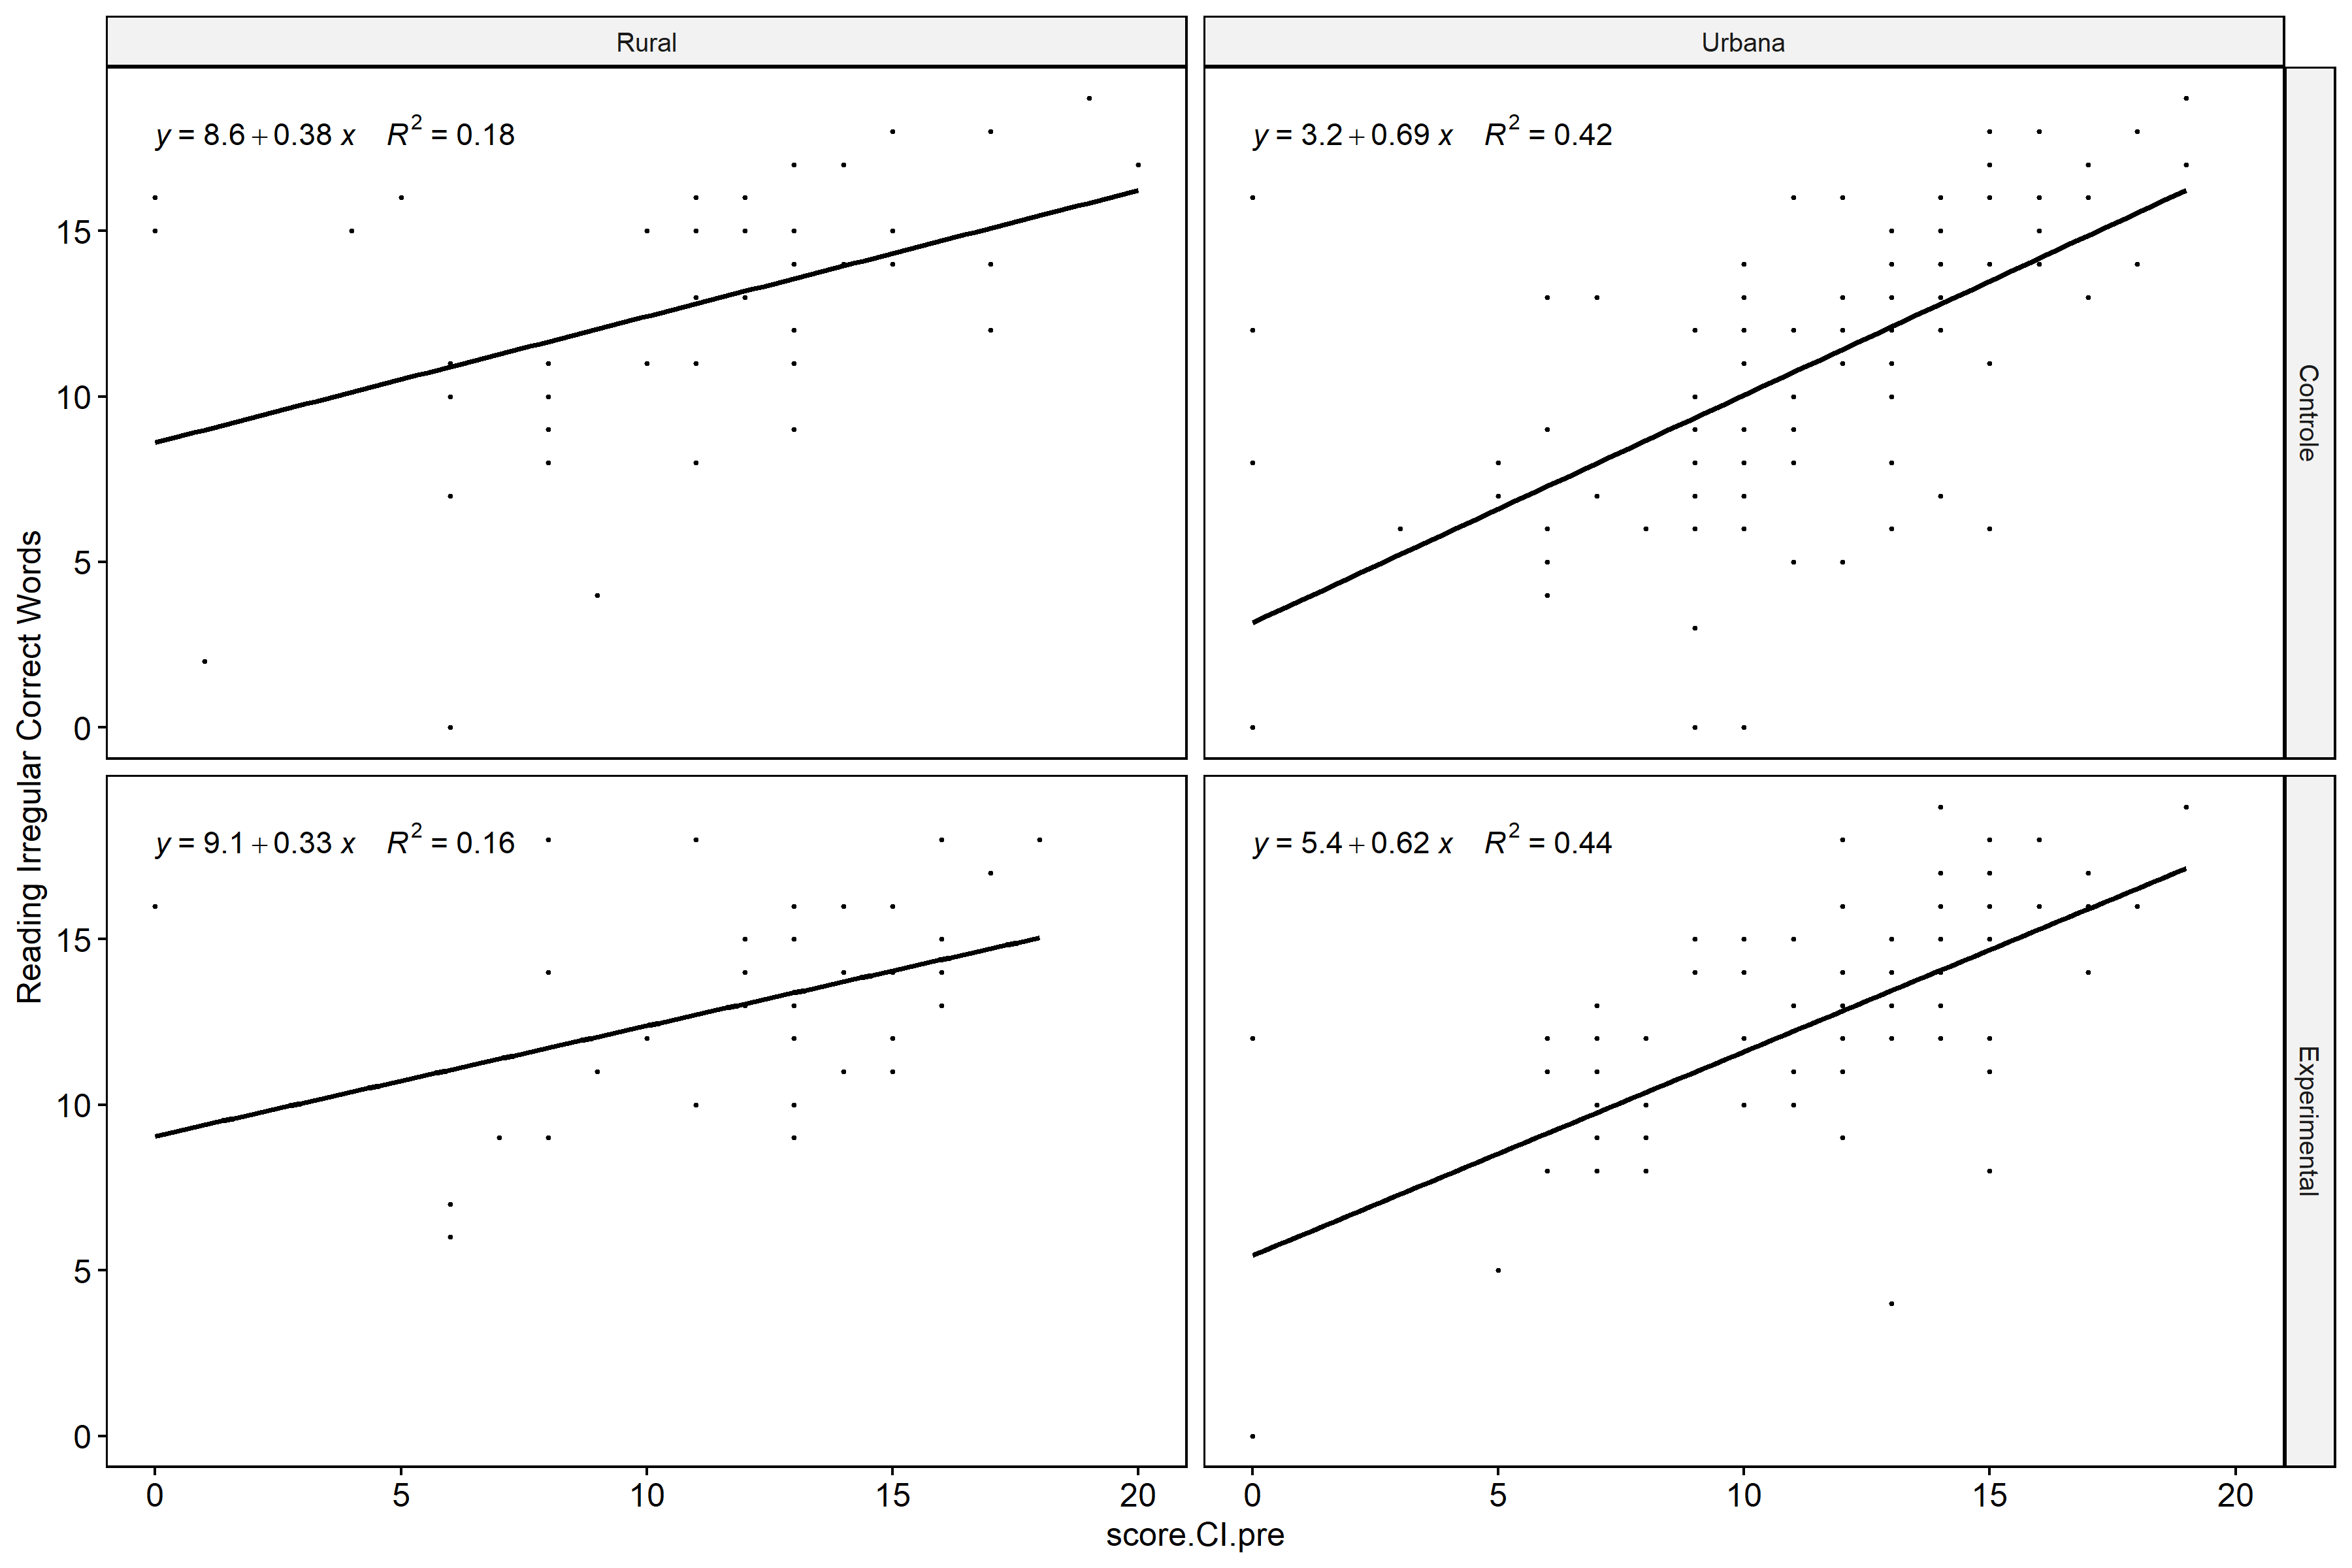 Rural
Urbana
y = 8.6 + 0.38 x R² = 0.18
y = 3.2 + 0.69 x R² = 0.42
15
10
5
0
Controle
Reading Irregular Correct Words
y = 9.1 + 0.33 x R² = 0.16
y = 5.4 + 0.62 x R² = 0.44
15
10
5
0
Experimental
0 5 10 15 20
0 5 10 15 20
score.CI.pre